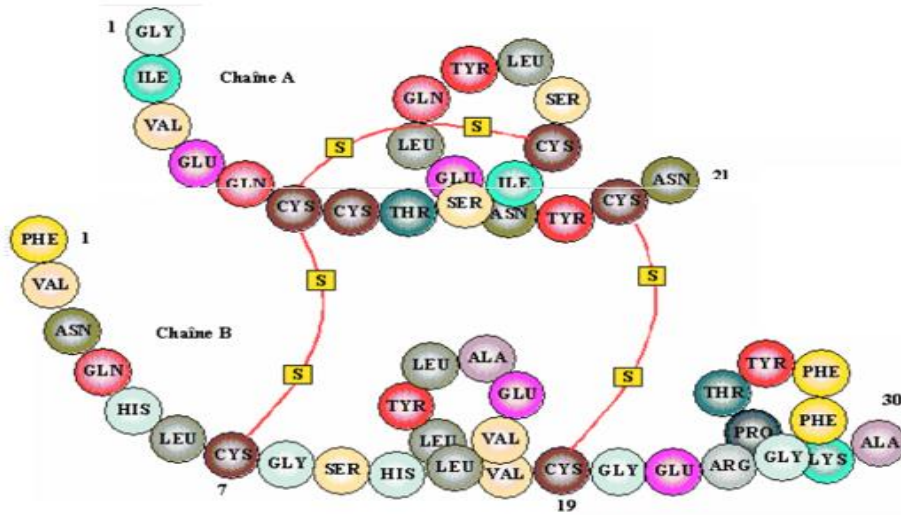 1
GLY
ILE
Chaîne A
VAL
GLU
GLN
CYS
CYS
THR
SER
ILE
CYS
SER
LEU
TYR
GLN
LEU
GLU
ASN
TYR
CYS
ASN
21
S
S
S
S
S
S
PHE
1
VAL
ASN
Chaîne B
GLN
HIS
LEU
CYS
7
GLY
SER
HIS
LEU
VAL
GLU
ALA
LEU
TYR
LEU
VAL
CYS
19
GLY
GLU
ARG
GLY
PHE
PHE
TYR
THR
PRO
LYS
ALA
30